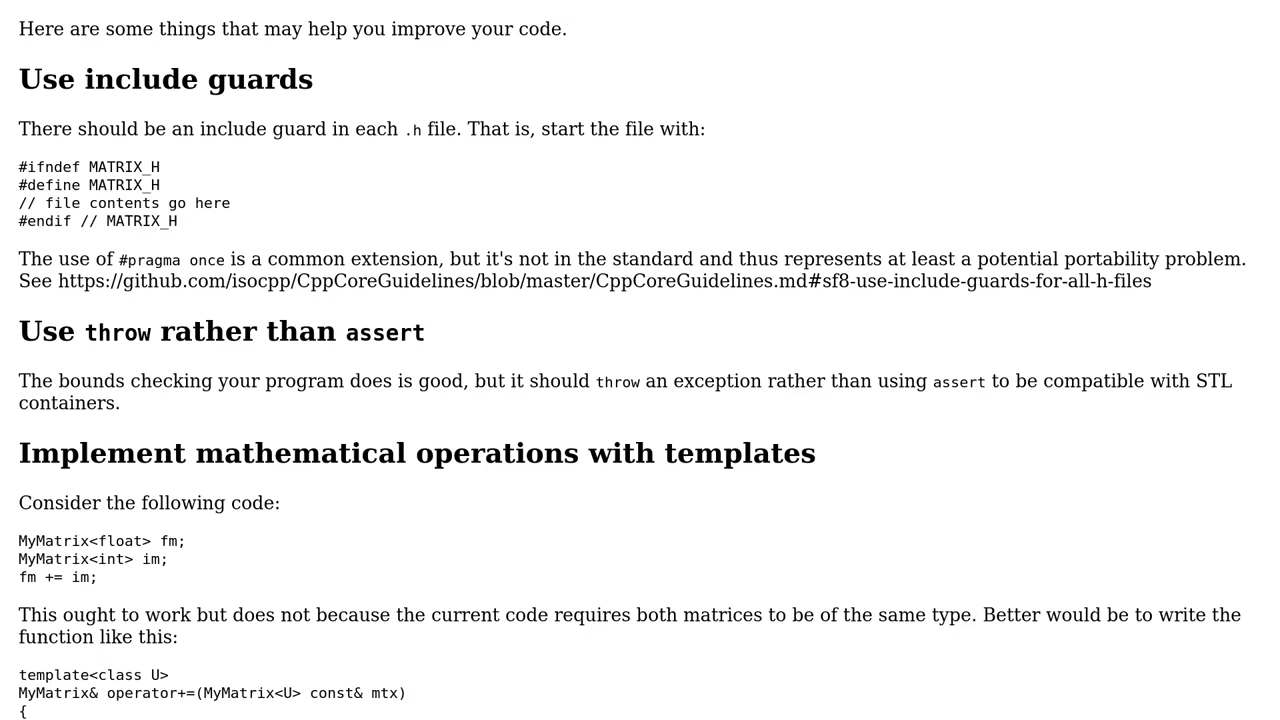 Here are some things that may help you improve your code.
Use include guards
There should be an include guard in each .h file. That is, start the file with:
#ifndef MATRIX_H
#define MATRIX_H
// file contents go here
#endif // MATRIX_H
The use of #pragma once is a common extension, but it's not in the standard and thus represents at least a potential portability problem.
See https://github.com/isocpp/CppCoreGuidelines/blob/master/CppCoreGuidelines.md#sf8-use-include-guards-for-all-h-files
Use throw rather than assert
The bounds checking your program does is good, but it should throw an exception rather than using assert to be compatible with STL
containers.
Implement mathematical operations with templates
Consider the following code:
MyMatrix<float> fm;
MyMatrix<int> im;
fm += im;
This ought to work but does not because the current code requires both matrices to be of the same type. Better would be to write the
function like this:
template<class U>
MyMatrix& operator+=(MyMatrix<U> const& mtx)
{